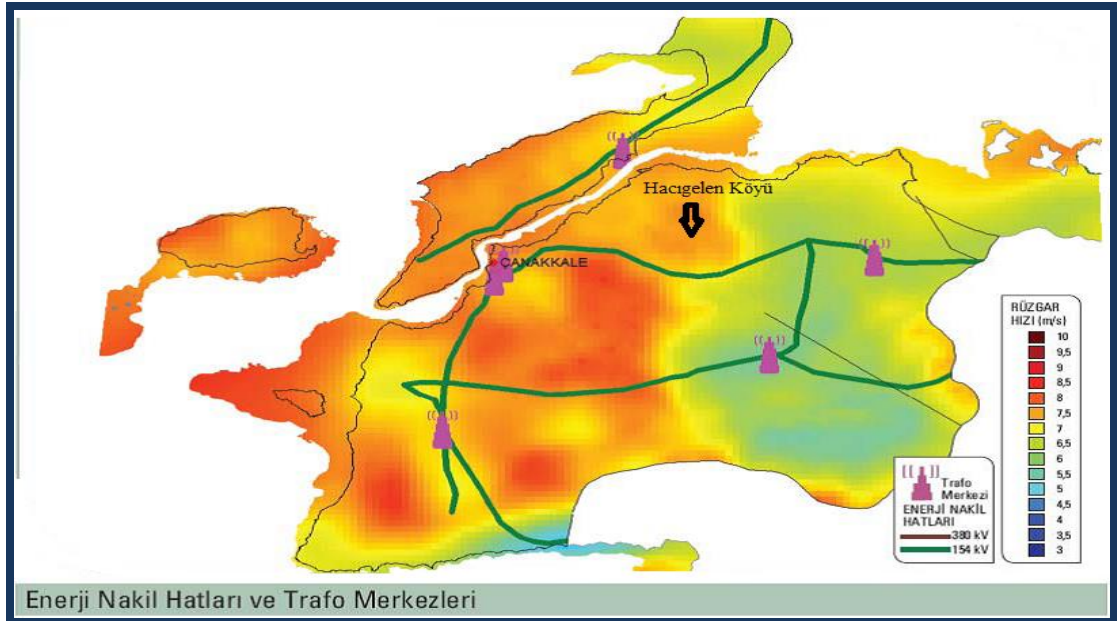 Hacıgelen Köyü
ÇANAKKALE
RÜZGAR
HIZI (m/s)
10
9,5
9
8,5
8
7,5
7
6,5
6
5,5
5
4,5
4
3,5
3
Trafo
Merkezi
ENERJİ NAKİL
HATLARI
380 kV
154 kV
Enerji Nakil Hatları ve Trafo Merkezleri